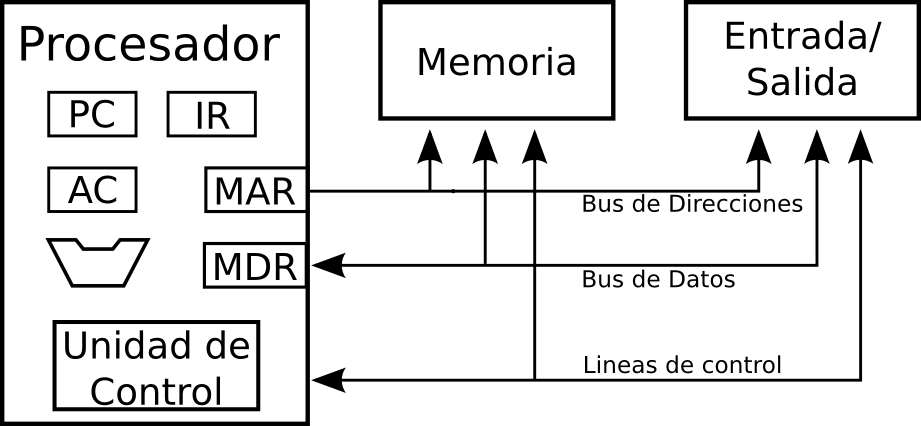 Procesador
PC
IR
AC
MAR
MDR
Unidad de
Control
Memoria
Entrada/
Salida
Bus de Direcciones
Bus de Datos
Lineas de control